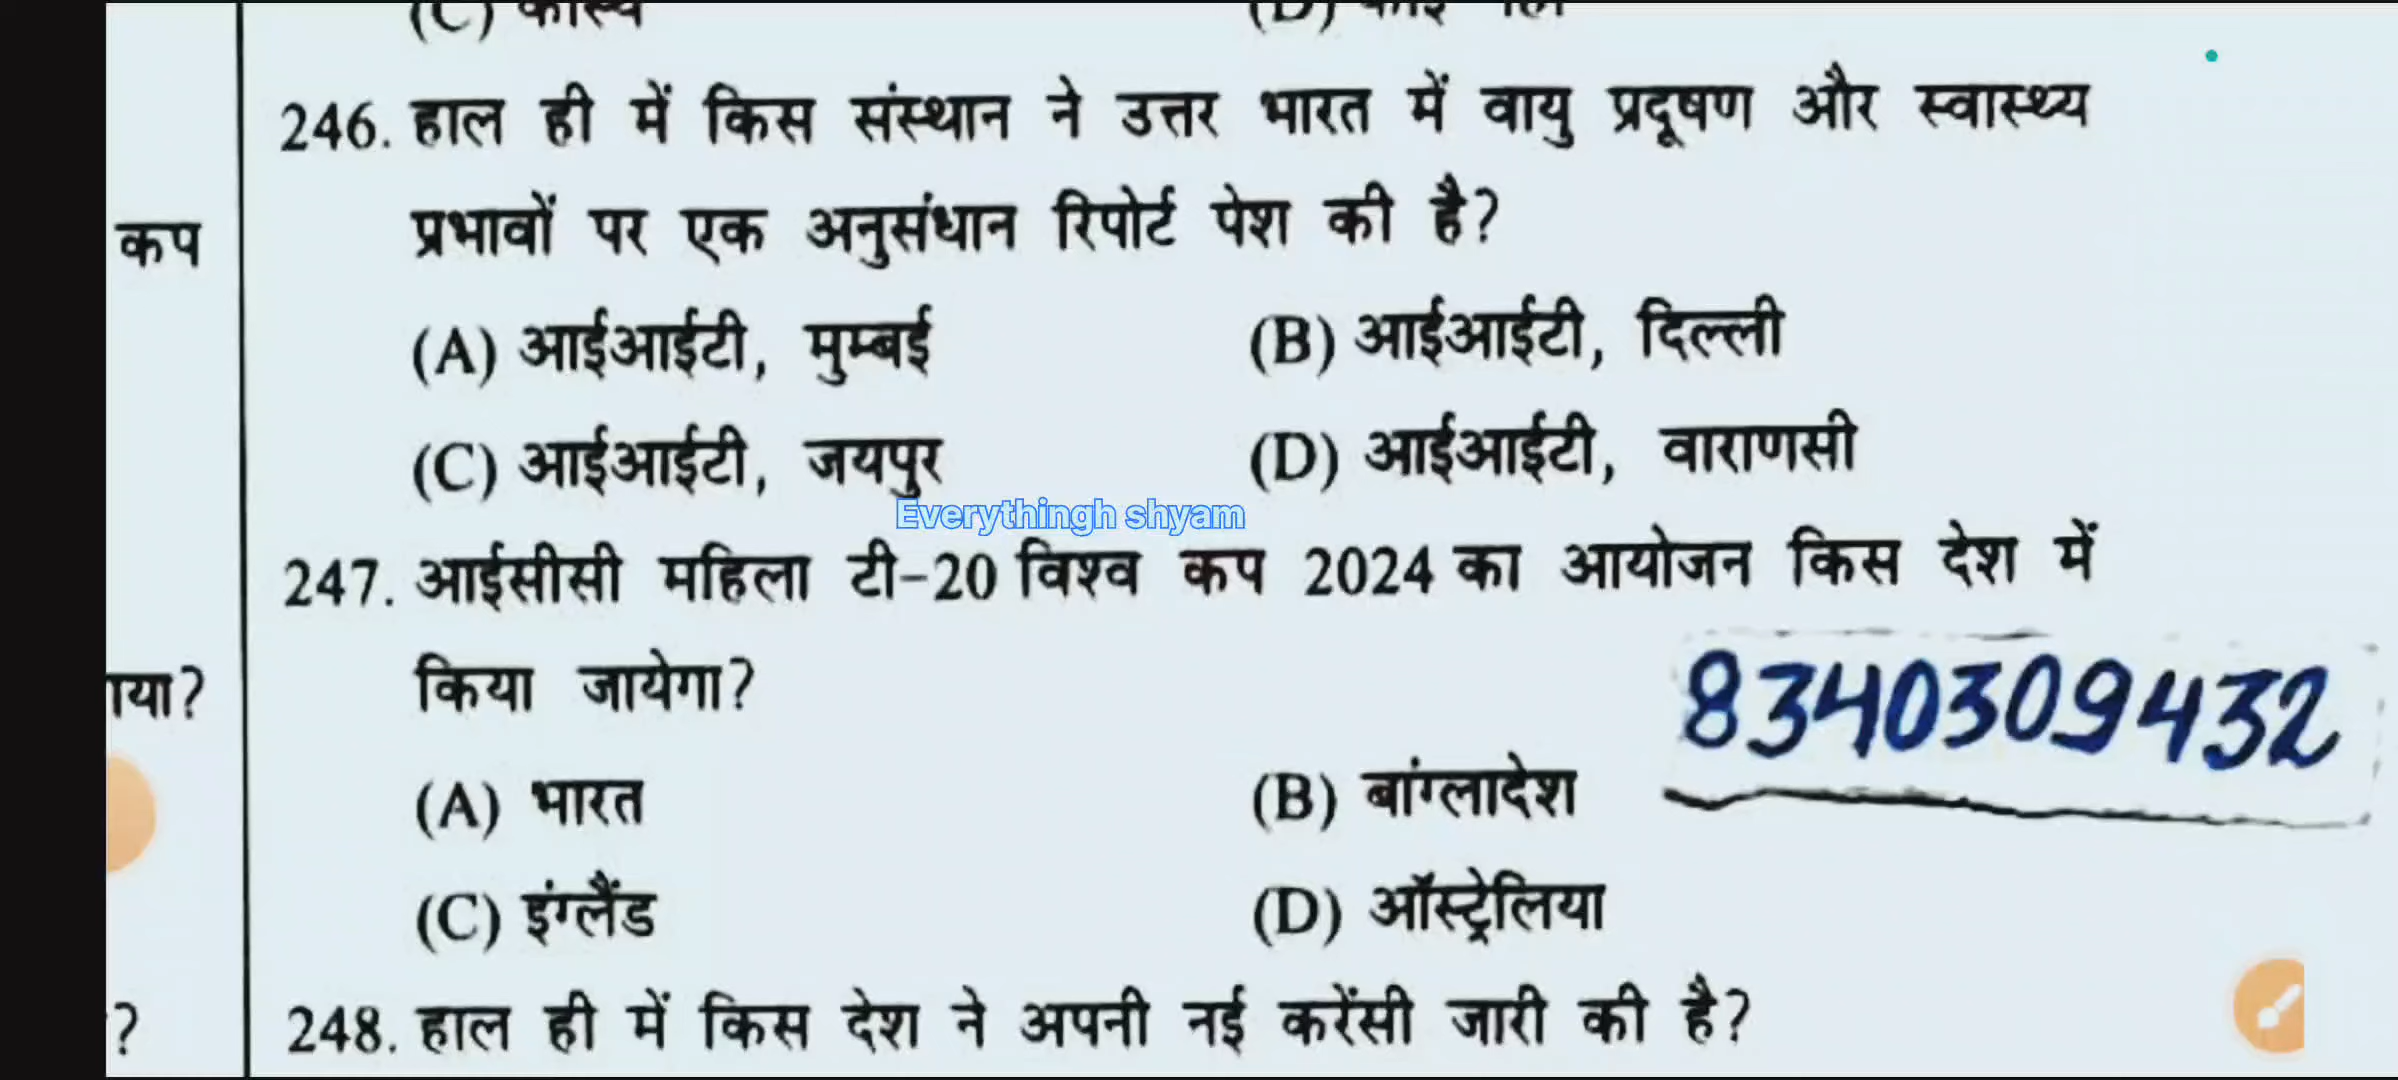 246. हाल ही में किस संस्थान ने उत्तर भारत में वायु प्रदूषण और स्वास्थ्य
प्रभावों पर एक अनुसंधान रिपोर्ट पेश की है?
कप
(A) आईआईटी, मुम्बई (B) आईआईटी, दिल्ली
(C) आईआईटी, जयपुर (D) आईआईटी, वाराणसी
Everythingh shyam
247. आईसीसी महिला टी-20 विश्व कप 2024 का आयोजन किस देश में
किया जायेगा?
8340309432
(A) भारत (B) बांग्लादेश
(C) इंग्लैंड (D) ऑस्ट्रेलिया
248. हाल ही में किस देश ने अपनी नई करेंसी जारी की है?